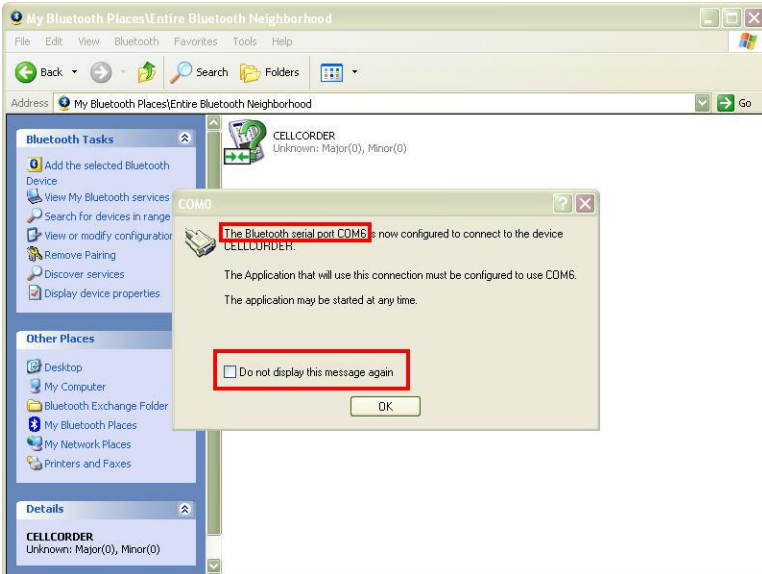 My Bluetooth Places\Entire Bluetooth Neighborhood
File Edit View Bluetooth Favorites Tools Help
Back Search Folders
Address My Bluetooth Places\Entire Bluetooth Neighborhood Go
Bluetooth Tasks
Add the selected Bluetooth
Device
View My Bluetooth services
Search for devices in range
View or modify configuration
Remove Pairing
Discover services
Display device properties
Other Places
Desktop
My Computer
Bluetooth Exchange Folder
My Bluetooth Places
My Network Places
Printers and Faxes
Details
CELLCORDER
Unknown: Major(0), Minor(0)
CELLCORDER
Unknown: Major(0), Minor(0)
COM0
The Bluetooth serial port COM6 is now configured to connect to the device
CELLCORDER.
The Application that will use this connection must be configured to use COM6.
The application may be started at any time.
Do not display this message again
OK